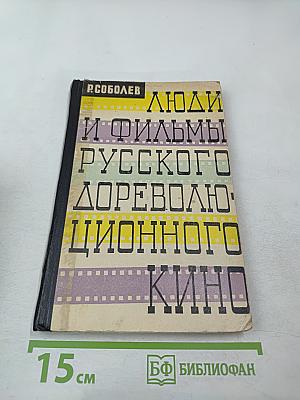 Р. СОБОЛЕВ
ЛЮДИ
И ФИЛЬМЫ
РУССКОГО
ДОРЕВОЛЮ-
ЦИОННОГО
КИНО
15 см
БФ БИБЛИОФАН